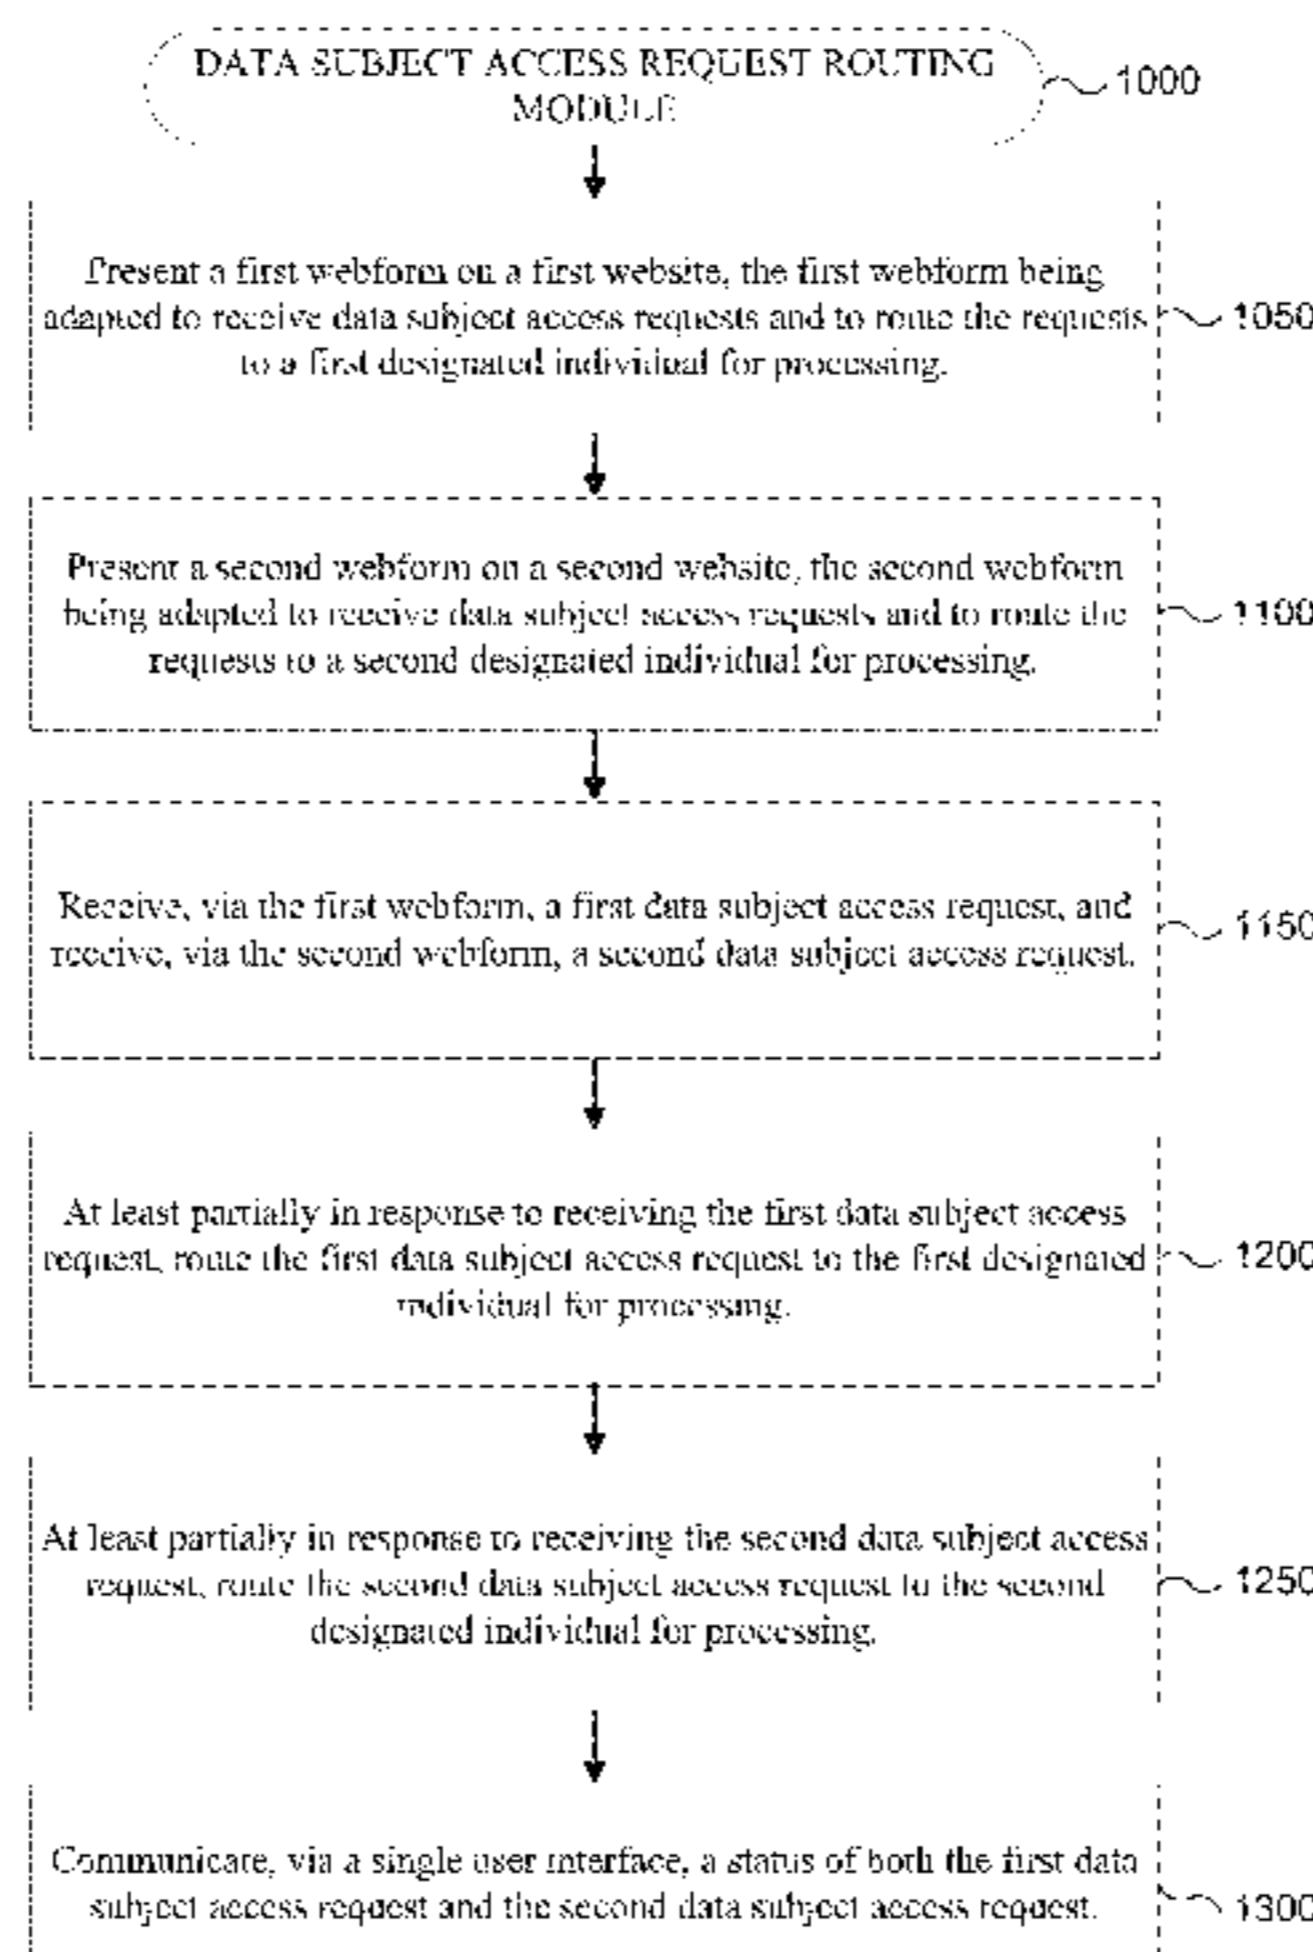 DATA SUBJECT ACCESS REQUEST ROUTING
MODULE
1000
Present a first webform on a first website, the first webform being
adapted to receive data subject access requests and to route the requests
to a first designated individual for processing.
1050
Present a second webform on a second website, the second webform
being adapted to receive data subject access requests and to route the
requests to a second designated individual for processing.
1100
Receive, via the first webform, a first data subject access request, and
receive, via the second webform, a second data subject access request.
1150
At least partially in response to receiving the first data subject access
request, route the first data subject access request to the first designated
individual for processing.
1200
At least partially in response to receiving the second data subject access
request, route the second data subject access request to the second
designated individual for processing.
1250
Communicate, via a single user interface, a status of both the first data
subject access request and the second data subject access request.
1300